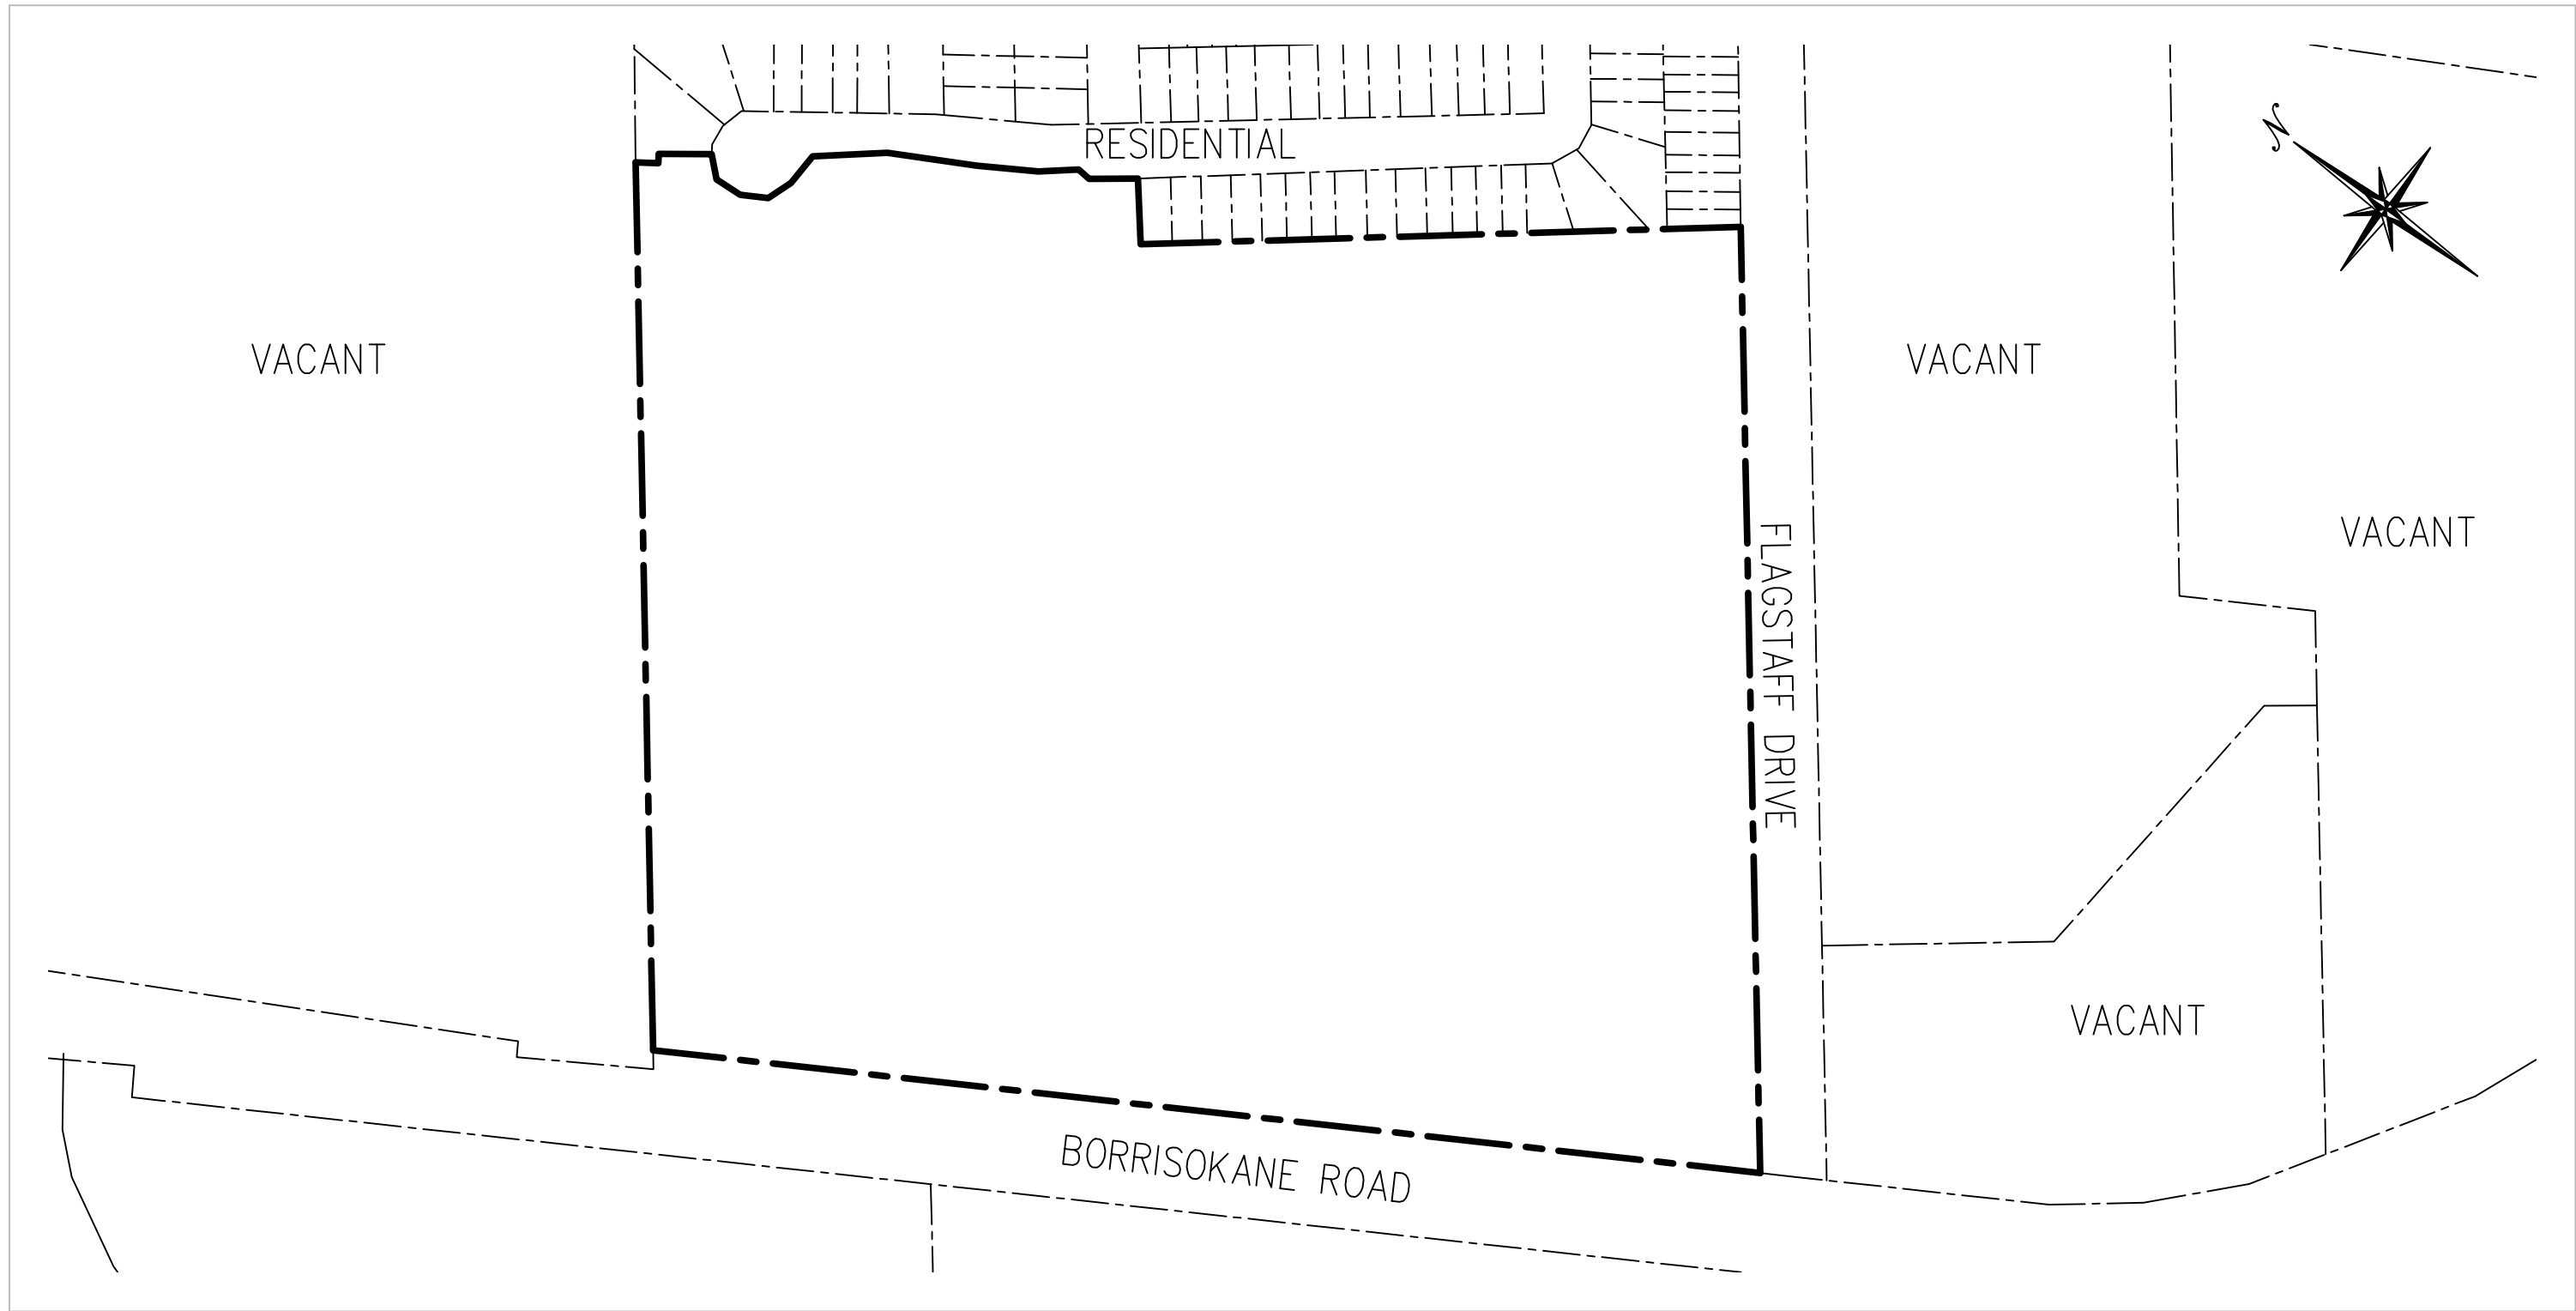 RESIDENTIAL
N
VACANT
VACANT
VACANT
FLAGSTAFF DRIVE
VACANT
BORRISOKANE ROAD